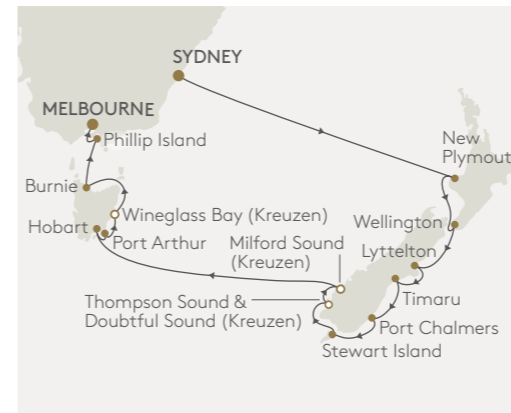 SYDNEY
MELBOURNE
Phillip Island
New
Plymout
Burnie
Wineglass Bay (Kreuzen)
Wellington
Hobart
Port Arthur
Milford Sound
(Kreuzen)
Lyttelton
Timaru
Thompson Sound &
Doubtful Sound (Kreuzen)
Port Chalmers
Stewart Island